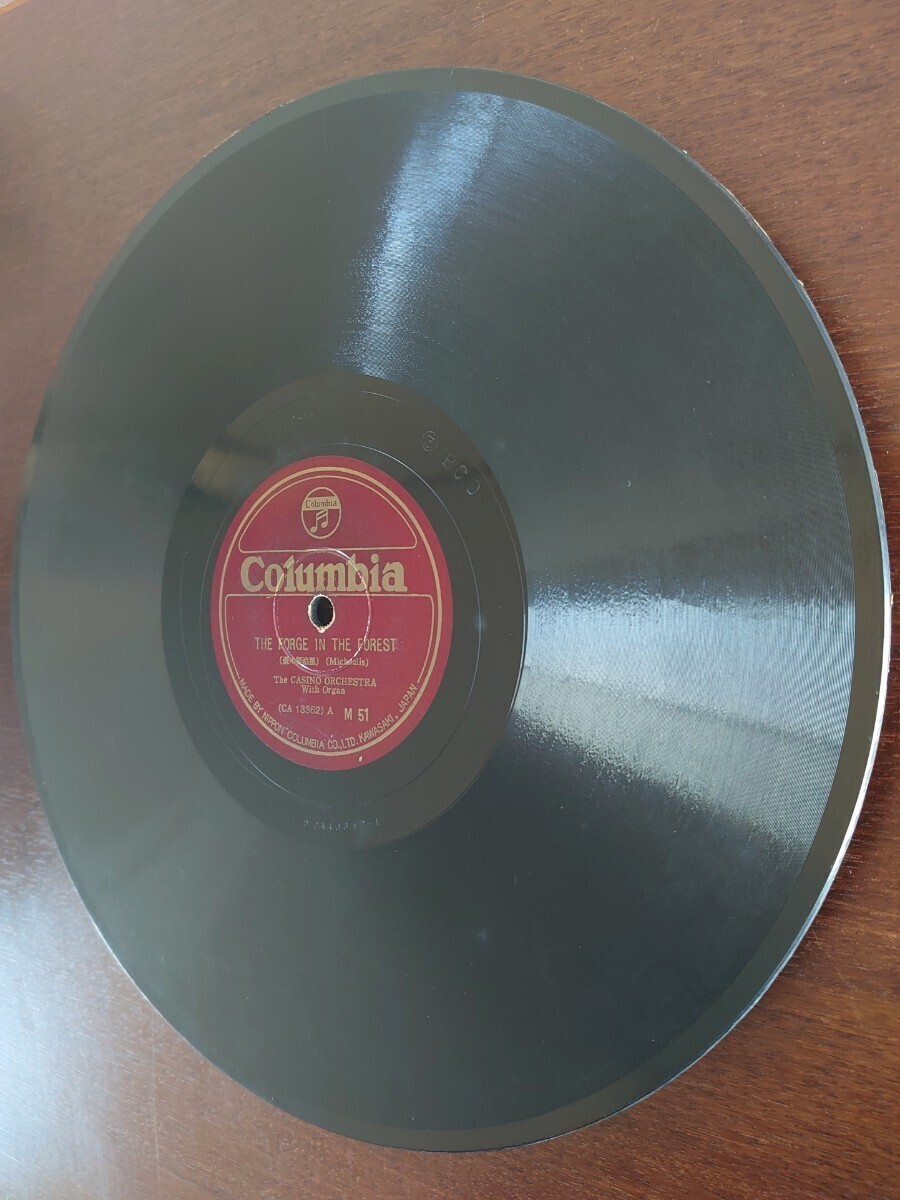 3 B C D
Columbia
Columbia
THE FORGE IN THE FOREST
(Michaelis)
The CASINO ORCHESTRA
With Organ
(CA 13362) A M 51
MADE BY NIPPON COLUMBIA CO., LTD. KAWASAKI, JAPAN